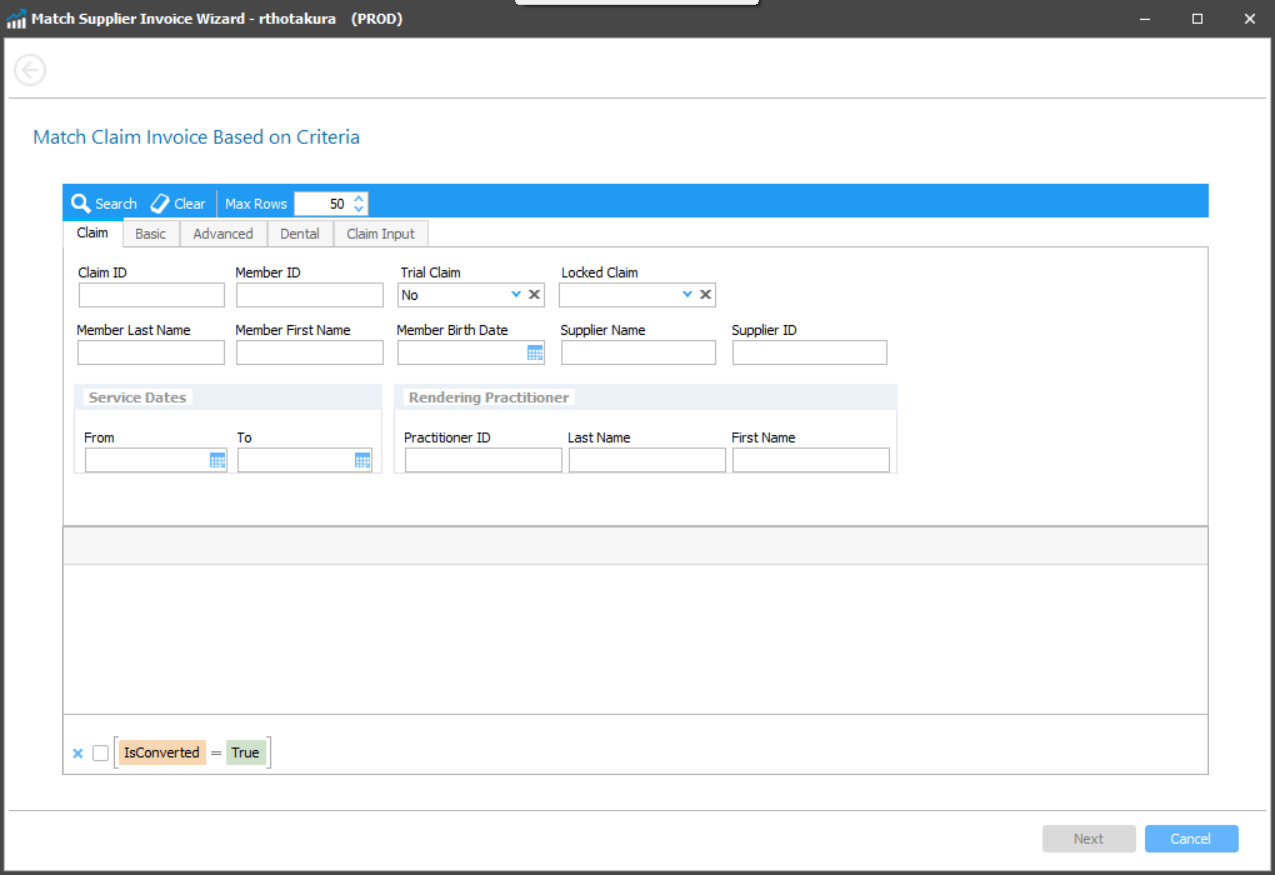 Match Supplier Invoice Wizard - rthotakura (PROD)
Match Claim Invoice Based on Criteria
Search Clear Max Rows 50
Claim Basic Advanced Dental Claim Input
Claim ID Member ID Trial Claim Locked Claim
No
Member Last Name Member First Name Member Birth Date Supplier Name Supplier ID
Service Dates Rendering Practitioner
From To Practitioner ID Last Name First Name
IsConverted = True
Next Cancel